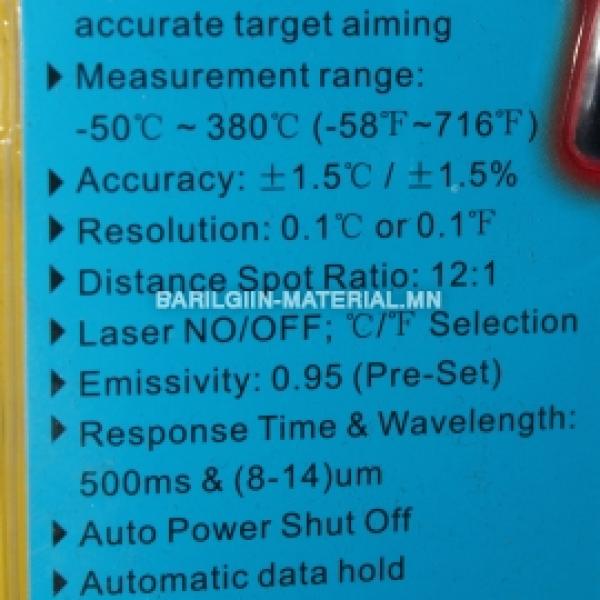 accurate target aiming
▶ Measurement range:
-50℃ ~ 380℃ (-58℉~716℉)
▶ Accuracy: ±1.5℃ / ±1.5%
▶ Resolution: 0.1℃ or 0.1℉
▶ Distance Spot Ratio: 12:1
BARILGIIN-MATERIAL.MN
▶ Laser NO/OFF; ℃/℉ Selection
▶ Emissivity: 0.95 (Pre-Set)
▶ Response Time & Wavelength:
500ms & (8-14)um
▶ Auto Power Shut Off
▶ Automatic data hold